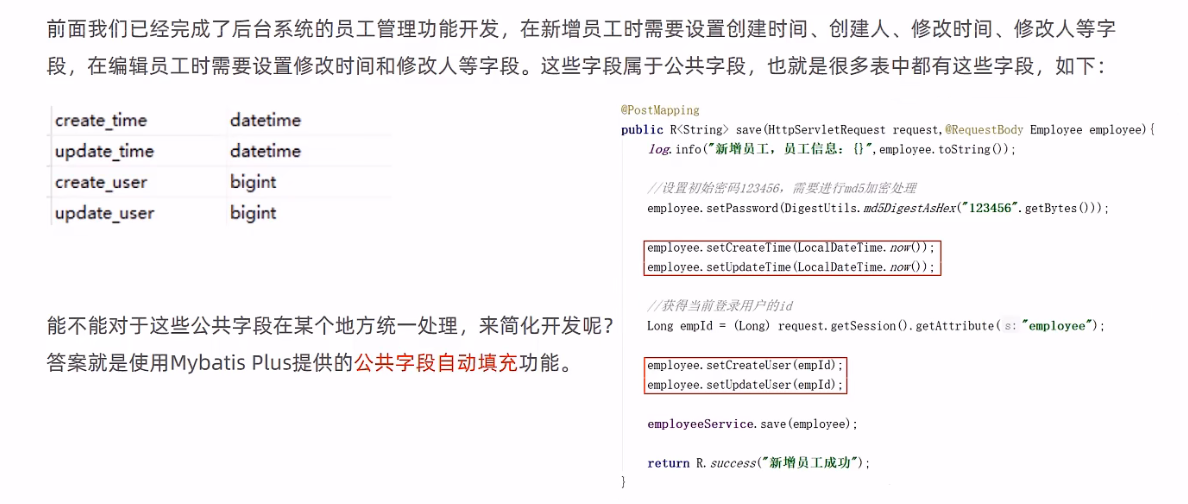 前面我们已经完成了后台系统的员工管理功能开发，在新增员工时需要设置创建时间、创建人、修改时间、修改人等字
段，在编辑员工时需要设置修改时间和修改人等字段。这些字段属于公共字段，也就是很多表中都有这些字段，如下：
create_time datetime
update_time datetime
create_user bigint
update_user bigint
能不能对于这些公共字段在某个地方统一处理，来简化开发呢？
答案就是使用Mybatis Plus提供的公共字段自动填充功能。
@PostMapping
public R<String> save(HttpServletRequest request,@RequestBody Employee employee){
log.info("新增员工，员工信息：{}",employee.toString());
//设置初始密码123456，需要进行md5加密处理
employee.setPassword(DigestUtils.md5DigestAsHex("123456".getBytes()));
employee.setCreateTime(LocalDateTime.now());
employee.setUpdateTime(LocalDateTime.now());
//获得当前登录用户的id
Long empId = (Long) request.getSession().getAttribute( s: "employee");
employee.setCreateUser(empId);
employee.setUpdateUser(empId);
employeeService.save(employee);
return R.success("新增员工成功");
}